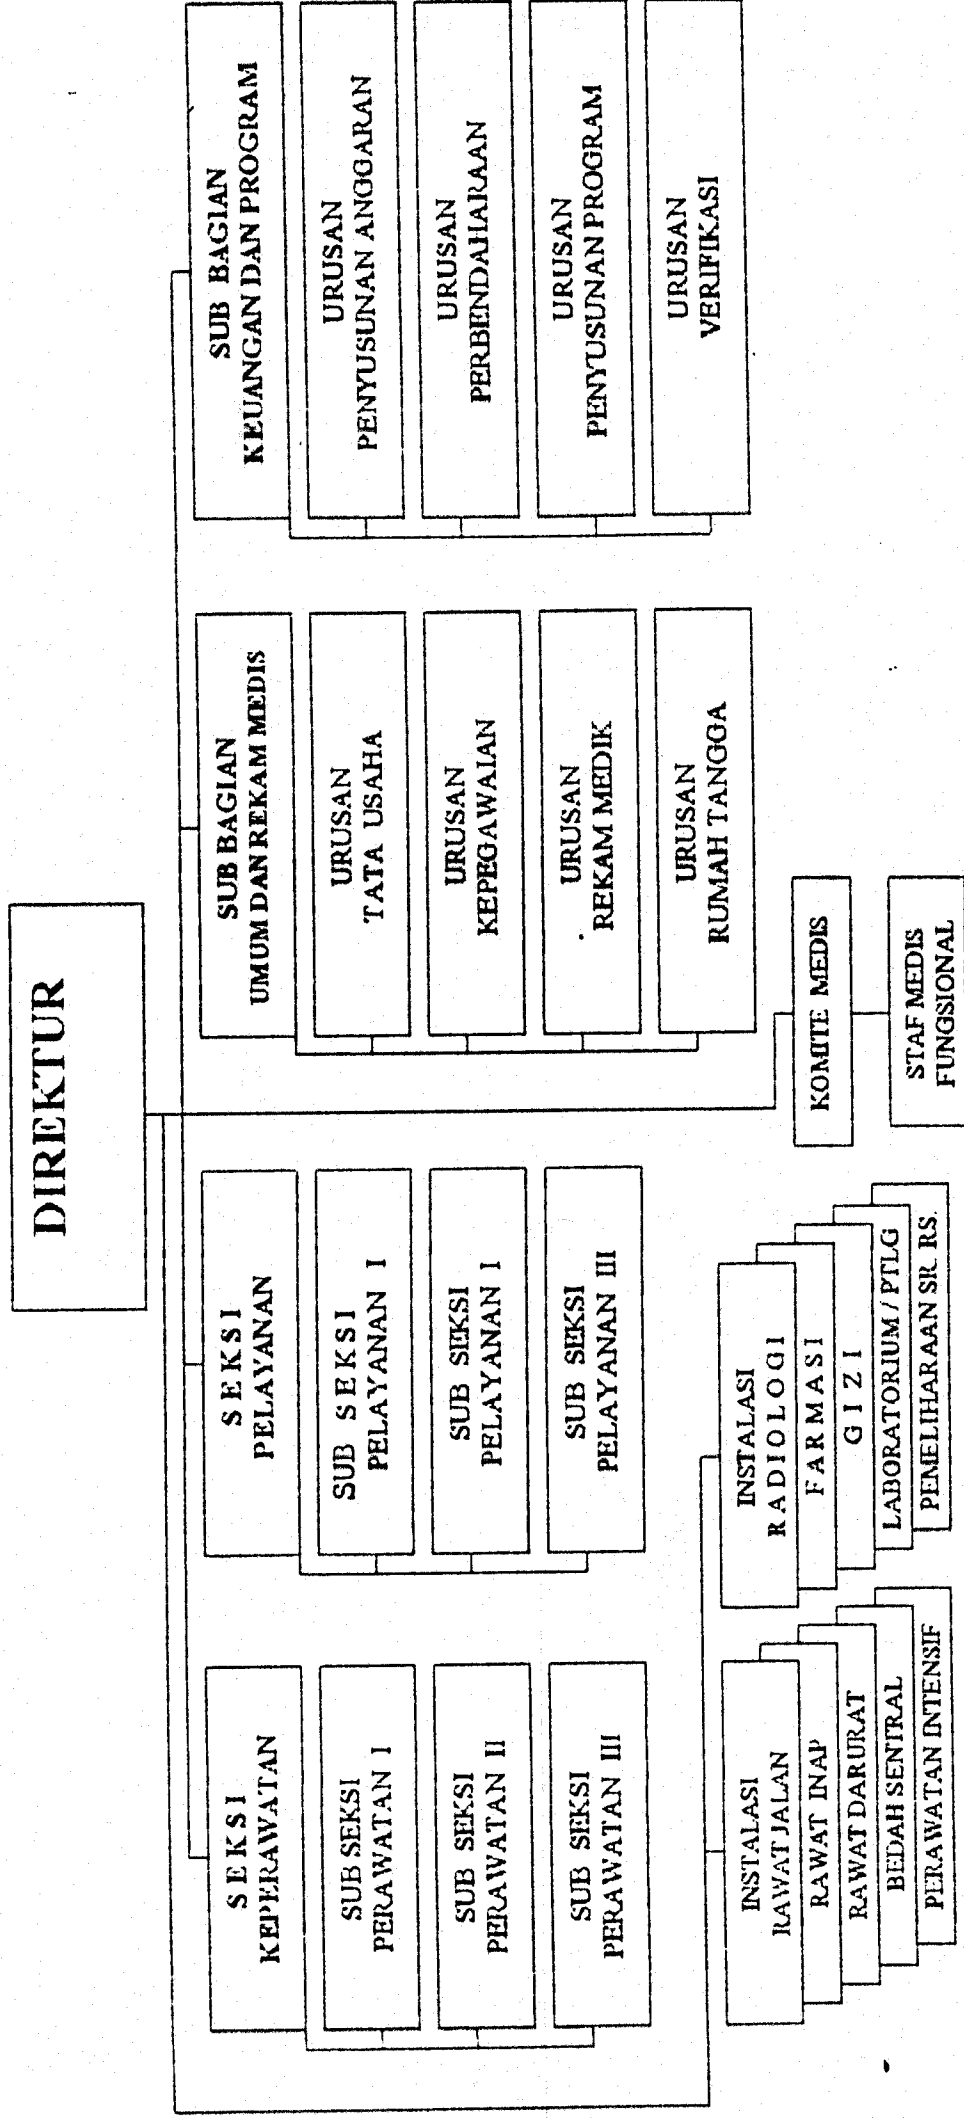 DIREKTUR
SEKSI
KEPERAWATAN
SUB SEKSI
PERAWATAN I
SUB SEKSI
PERAWATAN II
SUB SEKSI
PERAWATAN III
SEKSI
PELAYANAN
SUB SEKSI
PELAYANAN I
SUB SEKSI
PELAYANAN I
SUB SEKSI
PELAYANAN III
SUB BAGIAN
UMUM DAN REKAM MEDIS
URUSAN
TATA USAHA
URUSAN
KEPEGAWAIAN
URUSAN
REKAM MEDIK
URUSAN
RUMAH TANGGA
SUB BAGIAN
KEUANGAN DAN PROGRAM
URUSAN
PENYUSUNAN ANGGARAN
URUSAN
PERBENDAHARAAN
URUSAN
PENYUSUNAN PROGRAM
URUSAN
VERIFIKASI
INSTALASI
RAWAT JALAN
RAWAT INAP
RAWAT DARURAT
BEDAH SENTRAL
PERAWATAN INTENSIF
INSTALASI
RADIOLOGI
FARMASI
GIZI
LABORATORIUM / PTLG
PEMELIHARAAN SR. RS.
KOMITE MEDIS
STAF MEDIS
FUNGSIONAL